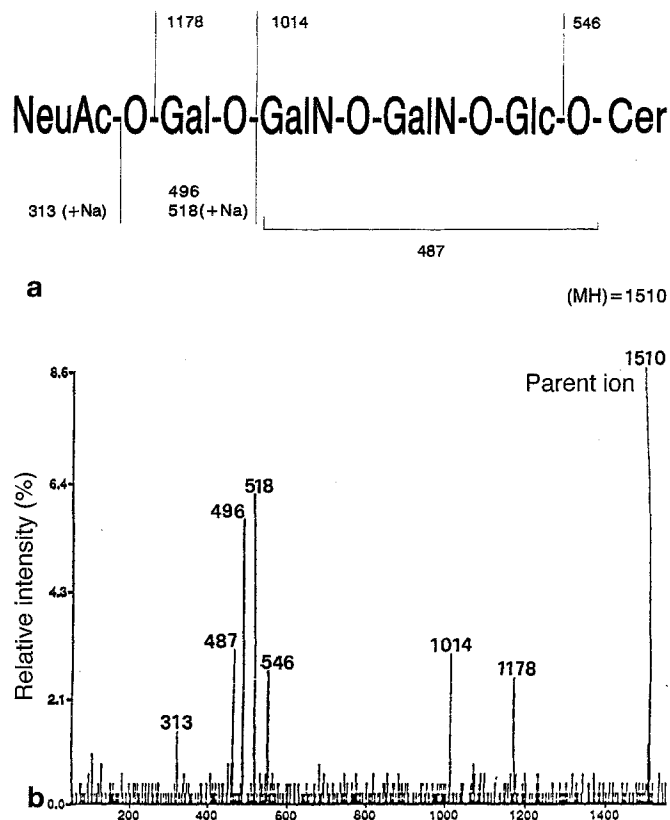 1178 1014 546
NeuAc-O-Gal-O-GalN-O-GalN-O-Glc-O-Cer
313 (+Na)
496
518(+Na)
487
a
(MH)=1510
1510
Parent ion
8.6
6.4
4.3
2.1
0.0
Relative intensity (%)
518
496
487
546
313
1014
1178
b
200 400 600 800 1000 1200 1400